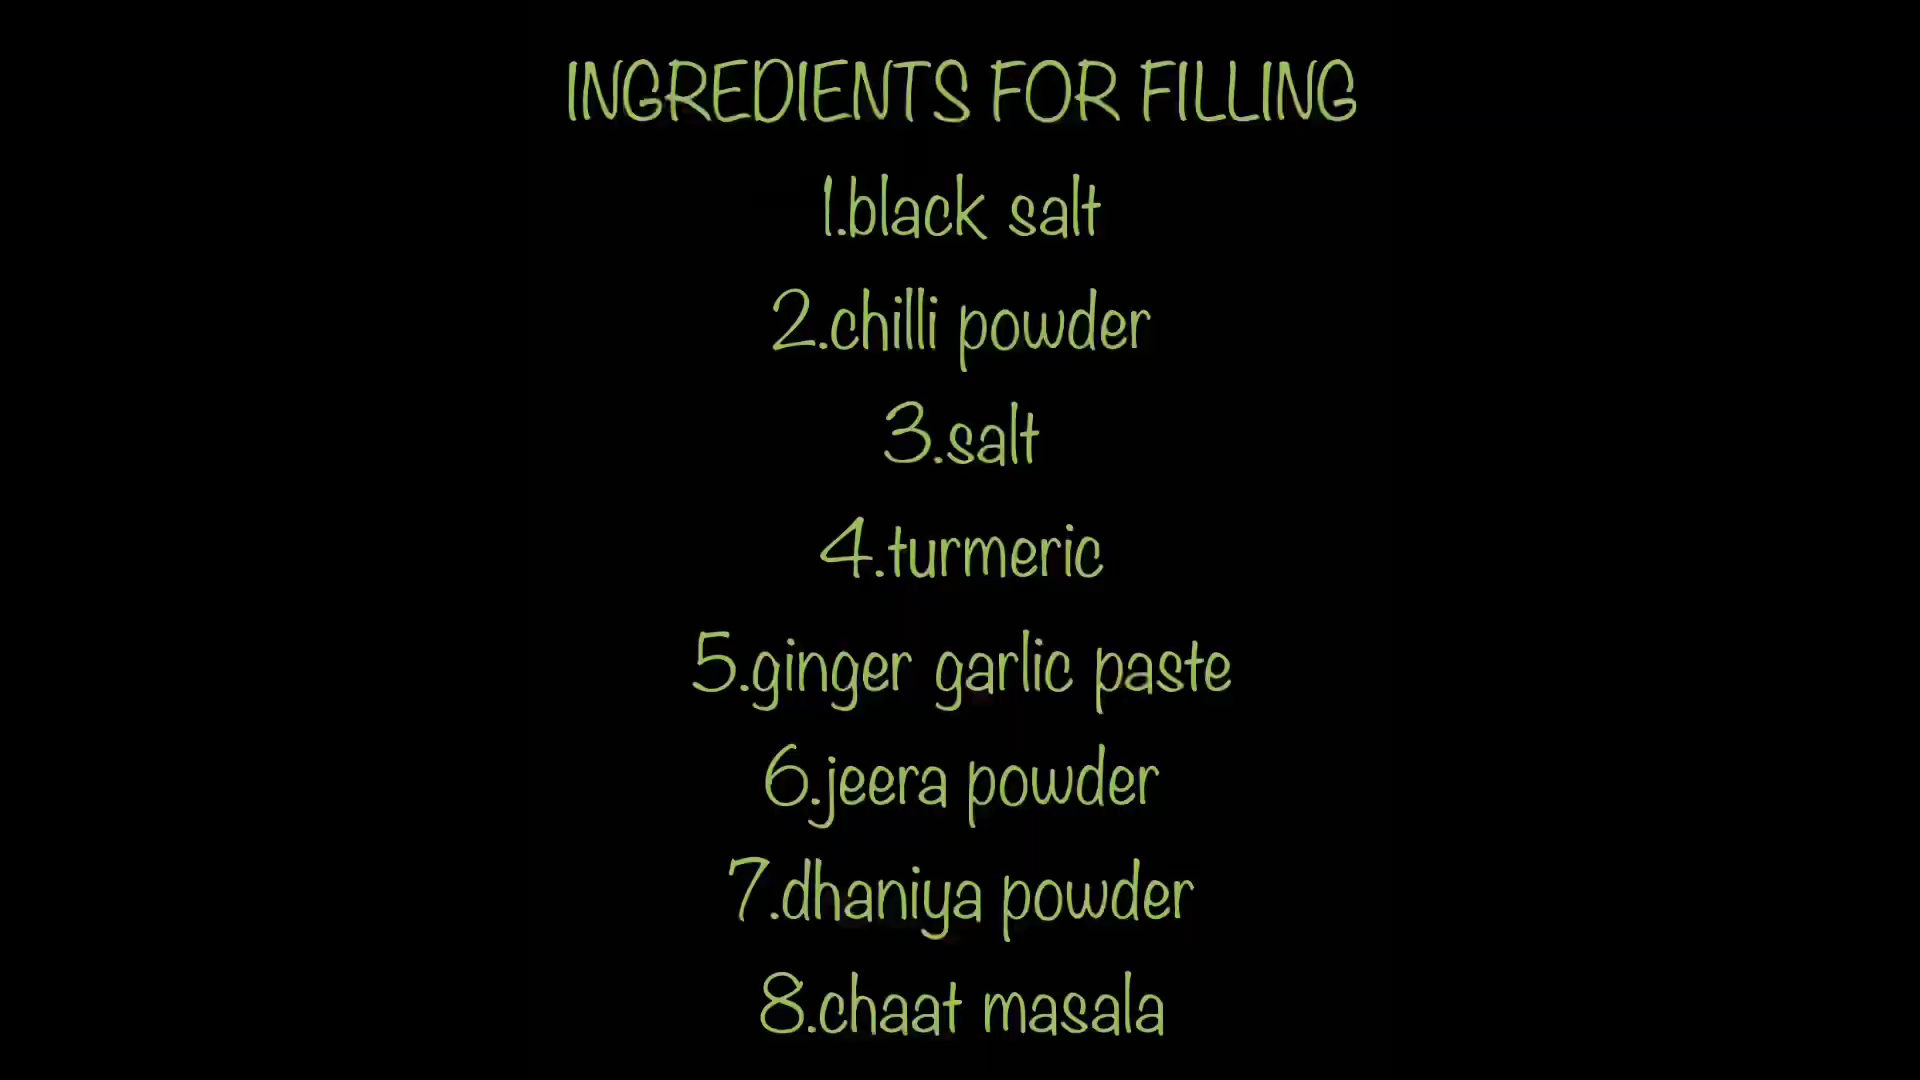 INGREDIENTS FOR FILLING
1.black salt
2.chilli powder
3.salt
4.turmeric
5.ginger garlic paste
6.jeera powder
7.dhaniya powder
8.chaat masala